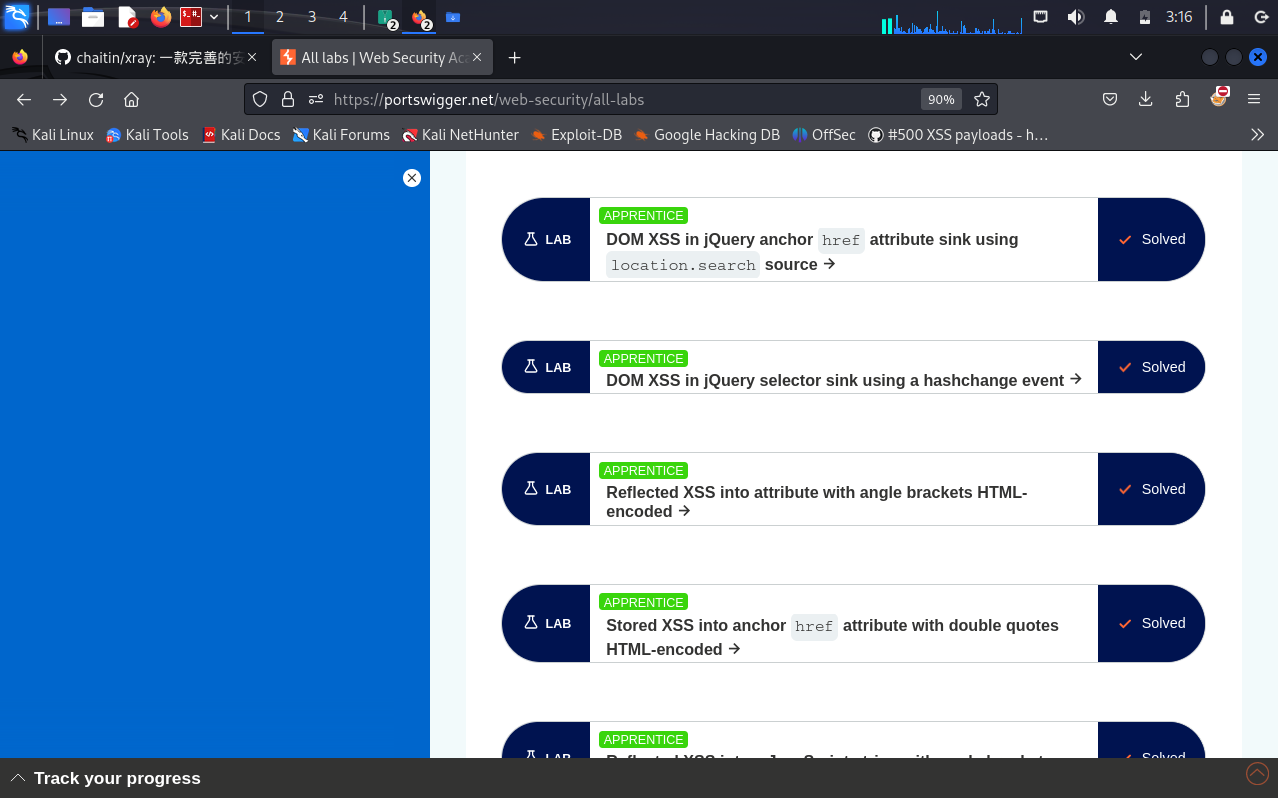 1 2 3 4 2 2 3:16
chaitin/xray: 一款完善的安 All labs | Web Security Aca
https://portswigger.net/web-security/all-labs 90%
Kali Linux Kali Tools Kali Docs Kali Forums Kali NetHunter Exploit-DB Google Hacking DB OffSec #500 XSS payloads - h…
APPRENTICE
LAB DOM XSS in jQuery anchor href attribute sink using Solved
location.search source
APPRENTICE
LAB DOM XSS in jQuery selector sink using a hashchange event Solved
APPRENTICE
LAB Reflected XSS into attribute with angle brackets HTML- Solved
encoded
APPRENTICE
LAB Stored XSS into anchor href attribute with double quotes Solved
HTML-encoded
APPRENTICE
LAB Solved
Track your progress